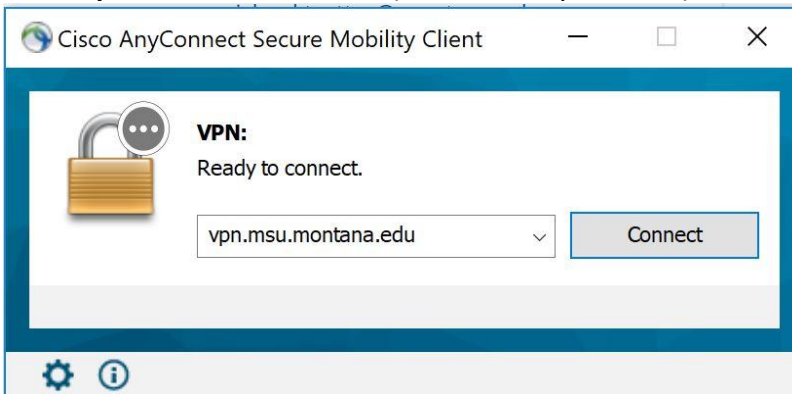 Cisco AnyConnect Secure Mobility Client
VPN:
Ready to connect.
vpn.msu.montana.edu
Connect